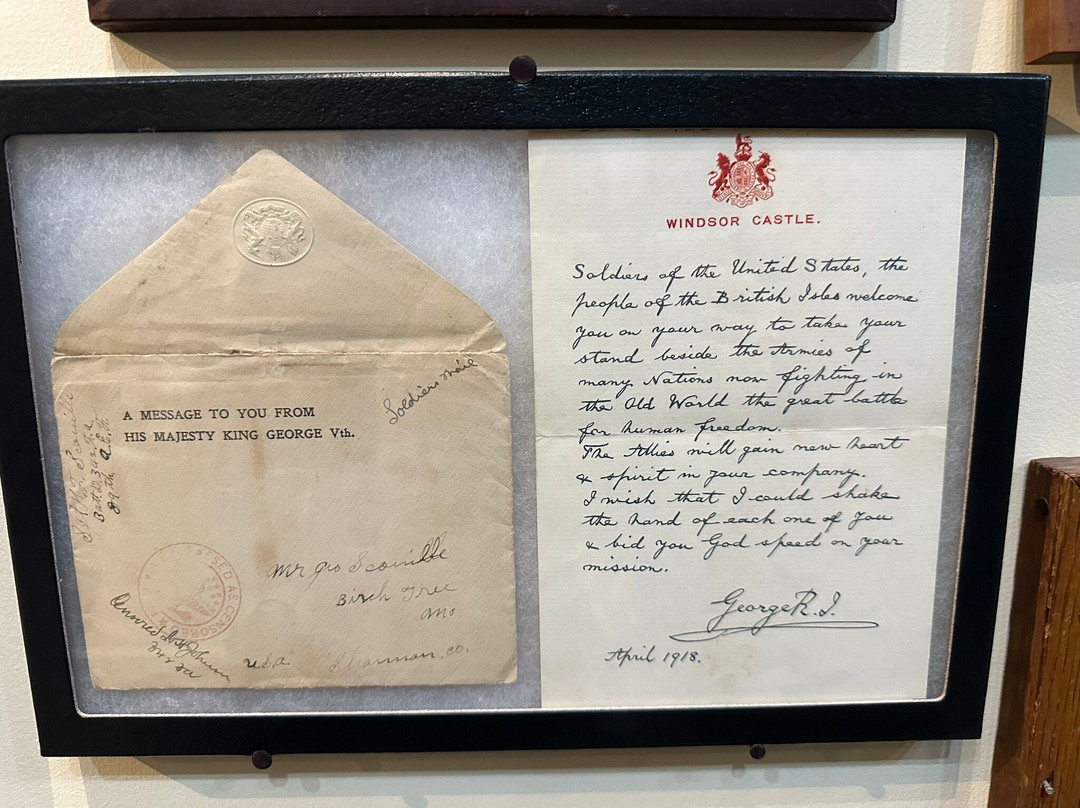 A MESSAGE TO YOU FROM
HIS MAJESTY KING GEORGE Vth.
Soldiers Mail
Mr Geo Scoville
Birch Tree
Mo
U.S.A. Shannon, co.
PASSED AS CENSORED
WINDSOR CASTLE.
Soldiers of the United States, the
people of the British Isles welcome
you on your way to take your
stand beside the Armies of
many Nations now fighting in
the Old World the great battle
for human freedom.
The Allies will gain new heart
& spirit in your company.
I wish that I could shake
the hand of each one of you
& bid you God speed on your
mission.
George R.I.
April 1918.